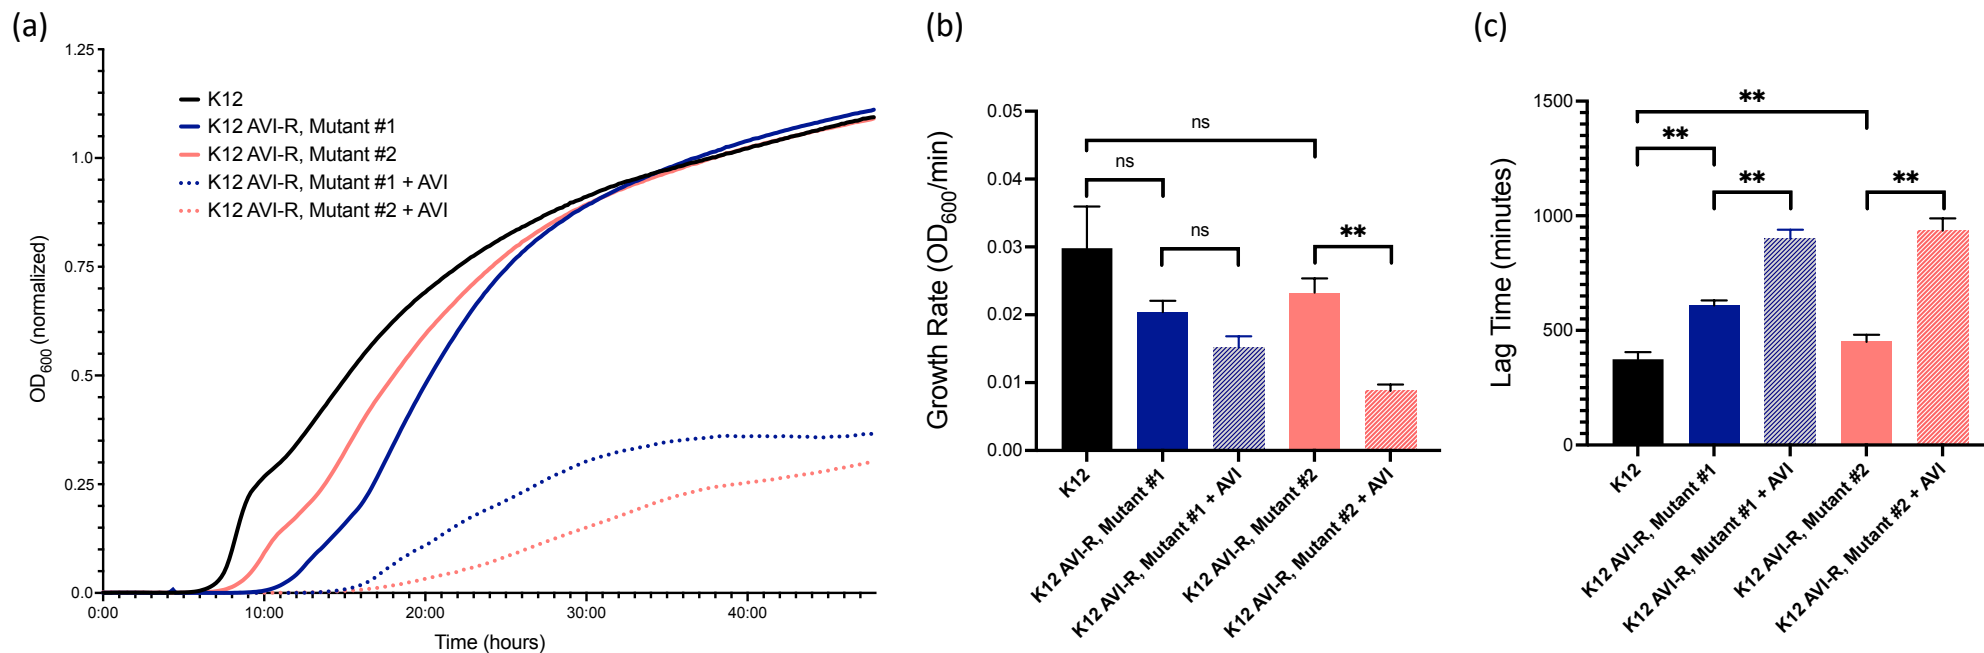 (a)
1.25
1.0
0.75
0.5
0.25
0.0
OD600 (normalized)
K12
K12 AVI-R, Mutant #1
K12 AVI-R, Mutant #2
K12 AVI-R, Mutant #1 + AVI
K12 AVI-R, Mutant #2 + AVI
0:00
10:00
20:00
30:00
40:00
Time (hours)
(b)
0.05
0.04
0.03
0.02
0.01
0.00
Growth Rate (OD600/min)
ns
ns
ns
**
K12
K12 AVI-R, Mutant #1
K12 AVI-R, Mutant #1 + AVI
K12 AVI-R, Mutant #2
K12 AVI-R, Mutant #2 + AVI
(c)
1500
1000
500
0
Lag Time (minutes)
**
**
**
**
K12
K12 AVI-R, Mutant #1
K12 AVI-R, Mutant #1 + AVI
K12 AVI-R, Mutant #2
K12 AVI-R, Mutant #2 + AVI